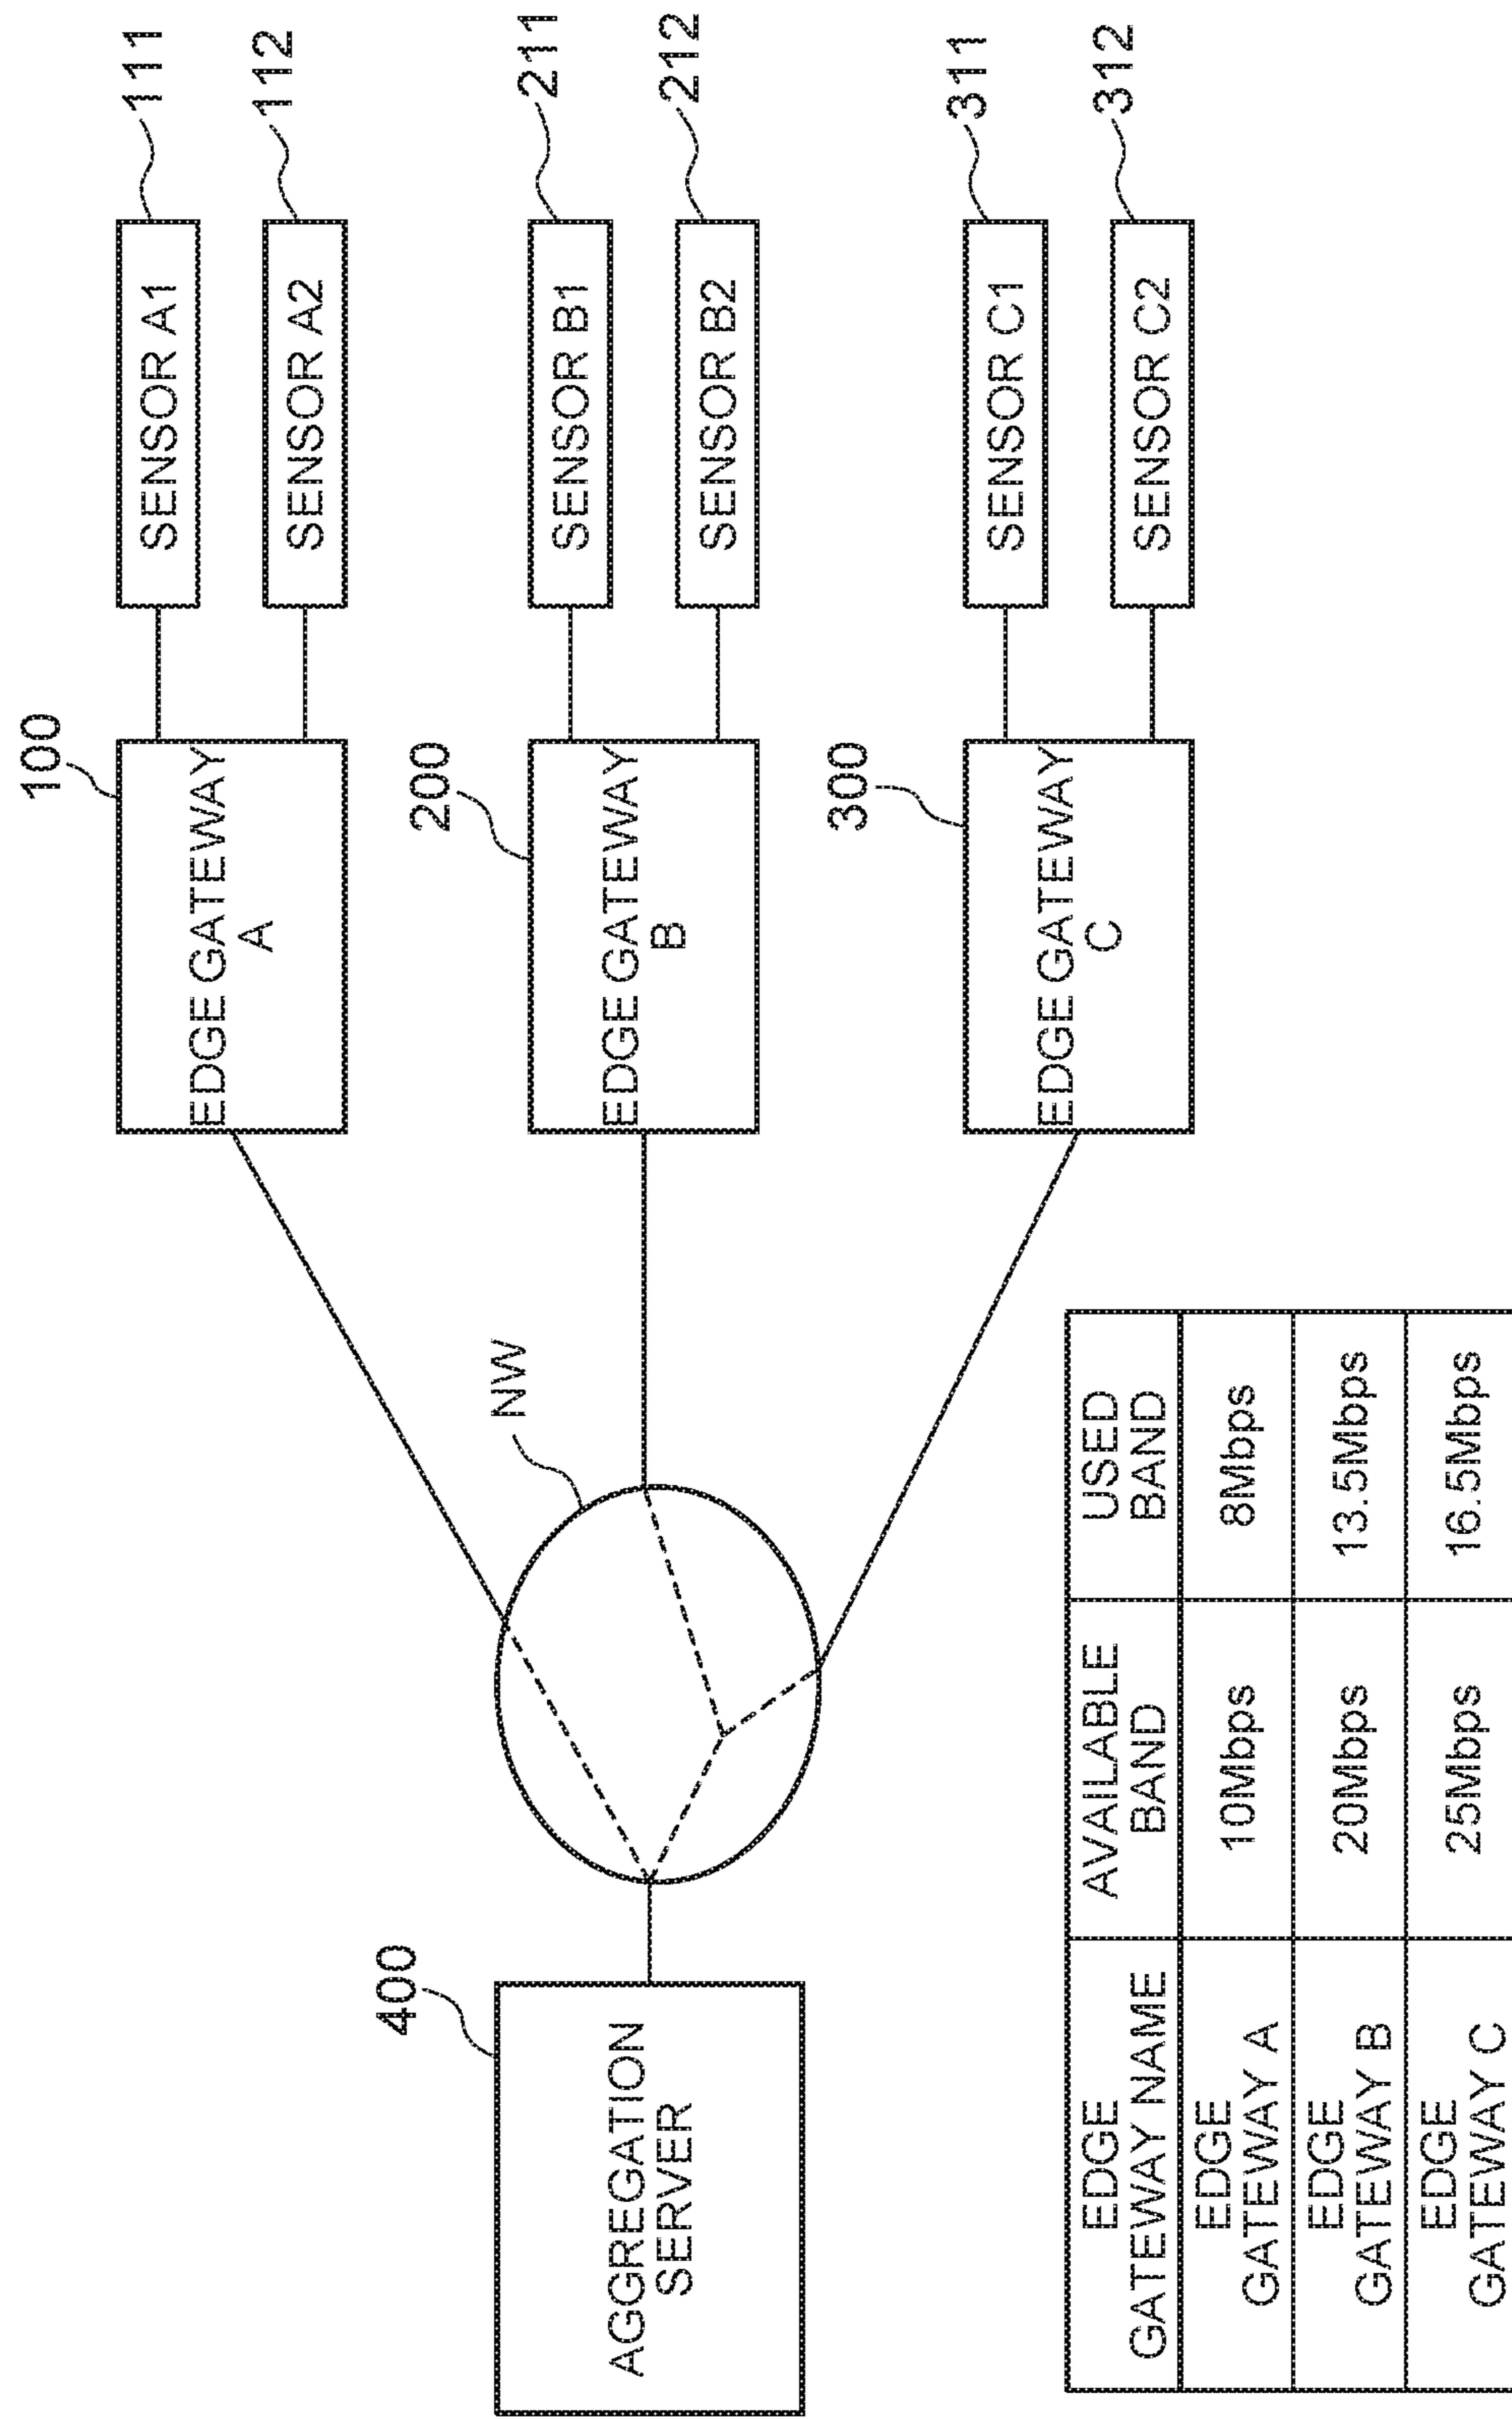 100
EDGE GATEWAY
A
SENSOR A1
111
SENSOR A2
112
200
EDGE GATEWAY
B
SENSOR B1
211
SENSOR B2
212
300
EDGE GATEWAY
C
SENSOR C1
311
SENSOR C2
312
NW
400
AGGREGATION
SERVER
EDGE
GATEWAY NAME
AVAILABLE
BAND
USED
BAND
EDGE
GATEWAY A
10Mbps
8Mbps
EDGE
GATEWAY B
20Mbps
13.5Mbps
EDGE
GATEWAY C
25Mbps
16.5Mbps